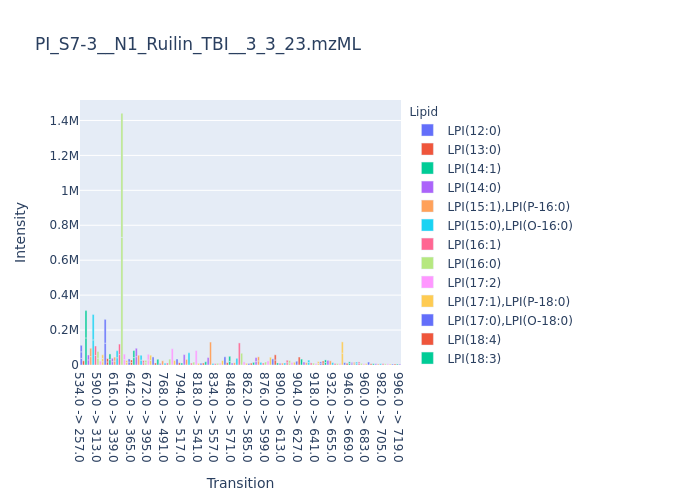 PI_S7-3__N1_Ruilin_TBI__3_3_23.mzML
Lipid
LPI(12:0)
LPI(13:0)
LPI(14:1)
LPI(14:0)
LPI(15:1),LPI(P-16:0)
LPI(15:0),LPI(O-16:0)
LPI(16:1)
LPI(16:0)
LPI(17:2)
LPI(17:1),LPI(P-18:0)
LPI(17:0),LPI(O-18:0)
LPI(18:4)
LPI(18:3)
Intensity
1.4M
1.2M
1M
0.8M
0.6M
0.4M
0.2M
0
534.0 -> 257.0
590.0 -> 313.0
616.0 -> 339.0
642.0 -> 365.0
672.0 -> 395.0
768.0 -> 491.0
794.0 -> 517.0
818.0 -> 541.0
834.0 -> 557.0
848.0 -> 571.0
862.0 -> 585.0
876.0 -> 599.0
890.0 -> 613.0
904.0 -> 627.0
918.0 -> 641.0
932.0 -> 655.0
946.0 -> 669.0
960.0 -> 683.0
982.0 -> 705.0
996.0 -> 719.0
Transition